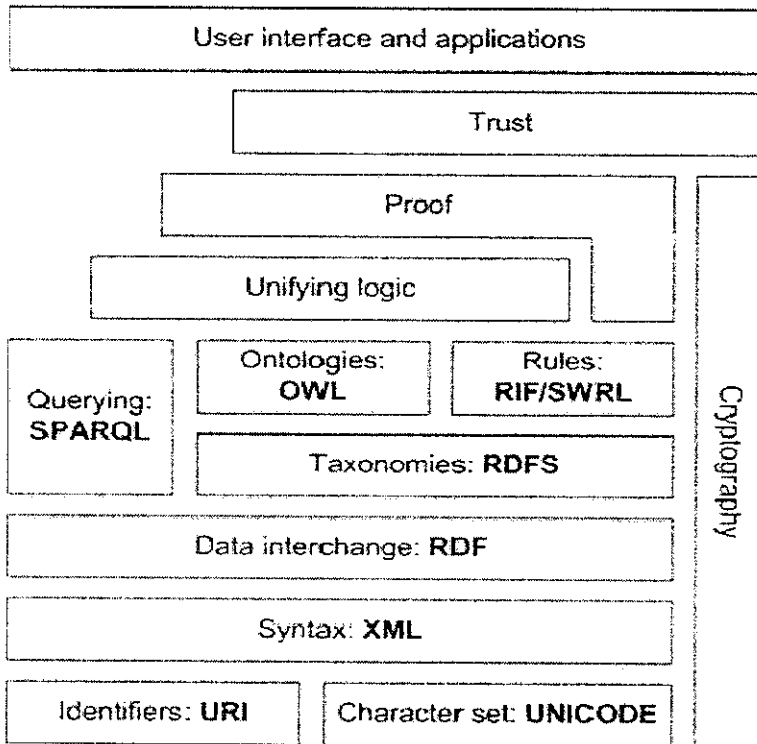 User interface and applications
Trust
Proof
Unifying logic
Querying:
SPARQL
Ontologies:
OWL
Rules:
RIF/SWRL
Taxonomies: RDFS
Cryptography
Data interchange: RDF
Syntax: XML
Identifiers: URI
Character set: UNICODE